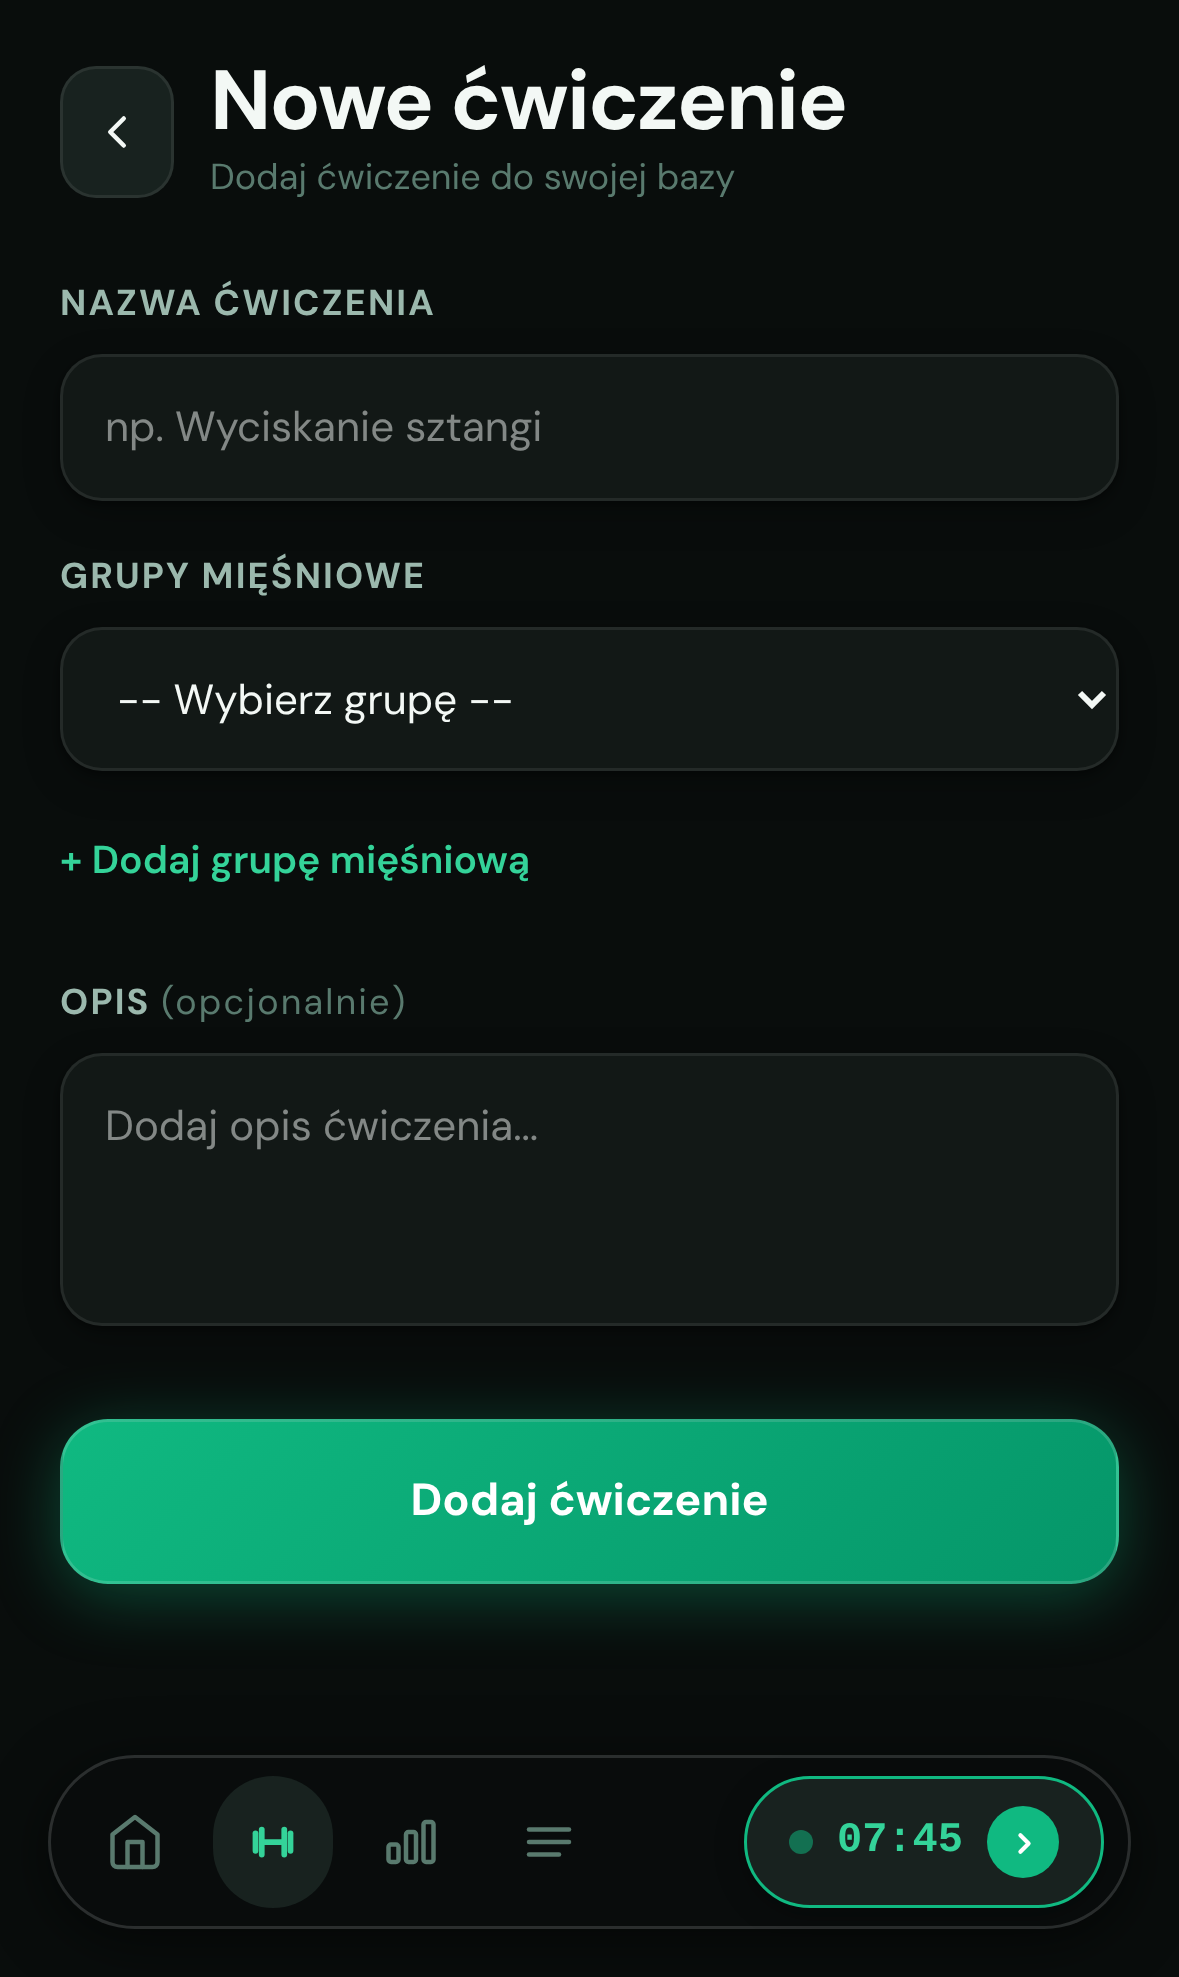 Nowe ćwiczenie
Dodaj ćwiczenie do swojej bazy
NAZWA ĆWICZENIA
np. Wyciskanie sztangi
GRUPY MIĘŚNIOWE
-- Wybierz grupę --
+ Dodaj grupę mięśniową
OPIS (opcjonalnie)
Dodaj opis ćwiczenia...
Dodaj ćwiczenie
07:45